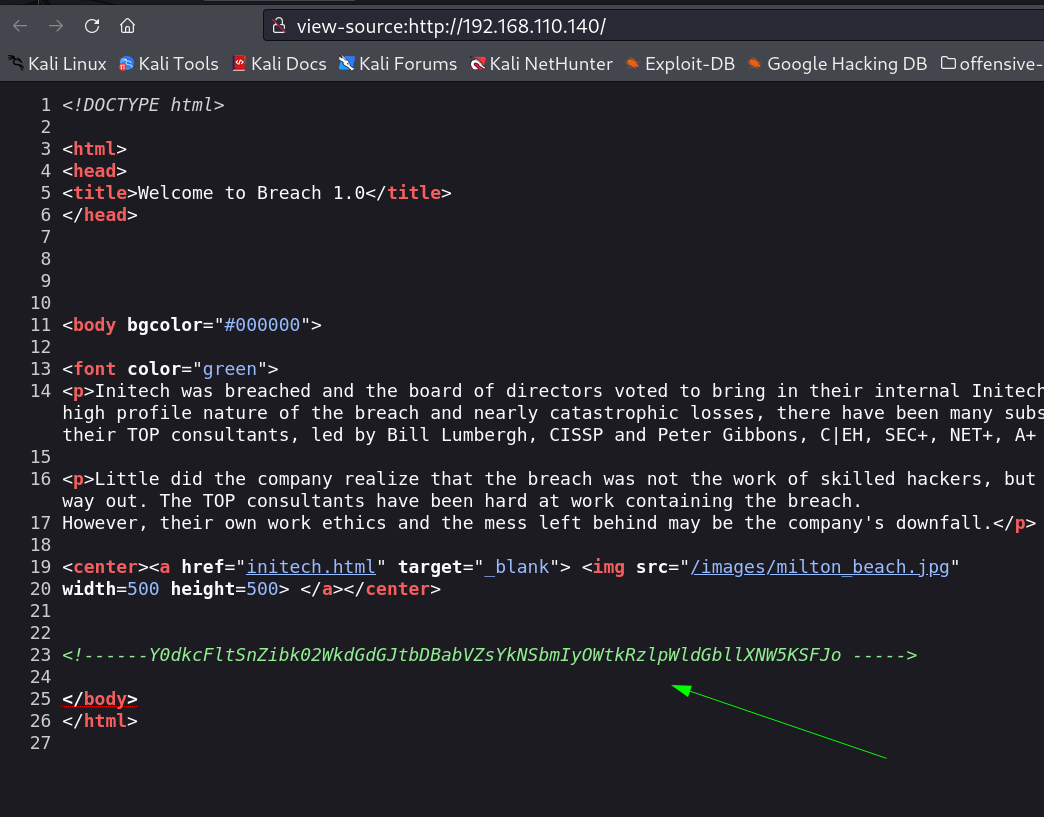 view-source:http://192.168.110.140/
Kali Linux Kali Tools Kali Docs Kali Forums Kali NetHunter Exploit-DB Google Hacking DB offensive-
1 <!DOCTYPE html>
2
3 <html>
4 <head>
5 <title>Welcome to Breach 1.0</title>
6 </head>
7
8
9
10
11 <body bgcolor="#000000">
12
13 <font color="green">
14 <p>Initech was breached and the board of directors voted to bring in their internal Initech
high profile nature of the breach and nearly catastrophic losses, there have been many subs
their TOP consultants, led by Bill Lumbergh, CISSP and Peter Gibbons, C|EH, SEC+, NET+, A+
15
16 <p>Little did the company realize that the breach was not the work of skilled hackers, but
way out. The TOP consultants have been hard at work containing the breach.
17 However, their own work ethics and the mess left behind may be the company's downfall.</p>
18
19 <center><a href="initech.html" target="_blank"> <img src="/images/milton_beach.jpg"
20 width=500 height=500> </a></center>
21
22
23 <!------Y0dkcFltSnZibk02WkdGdGJtbDBabVZsYkNSbmIyOWtkRzlpWldGbllXNW5KSFJo ----->
24
25 </body>
26 </html>
27